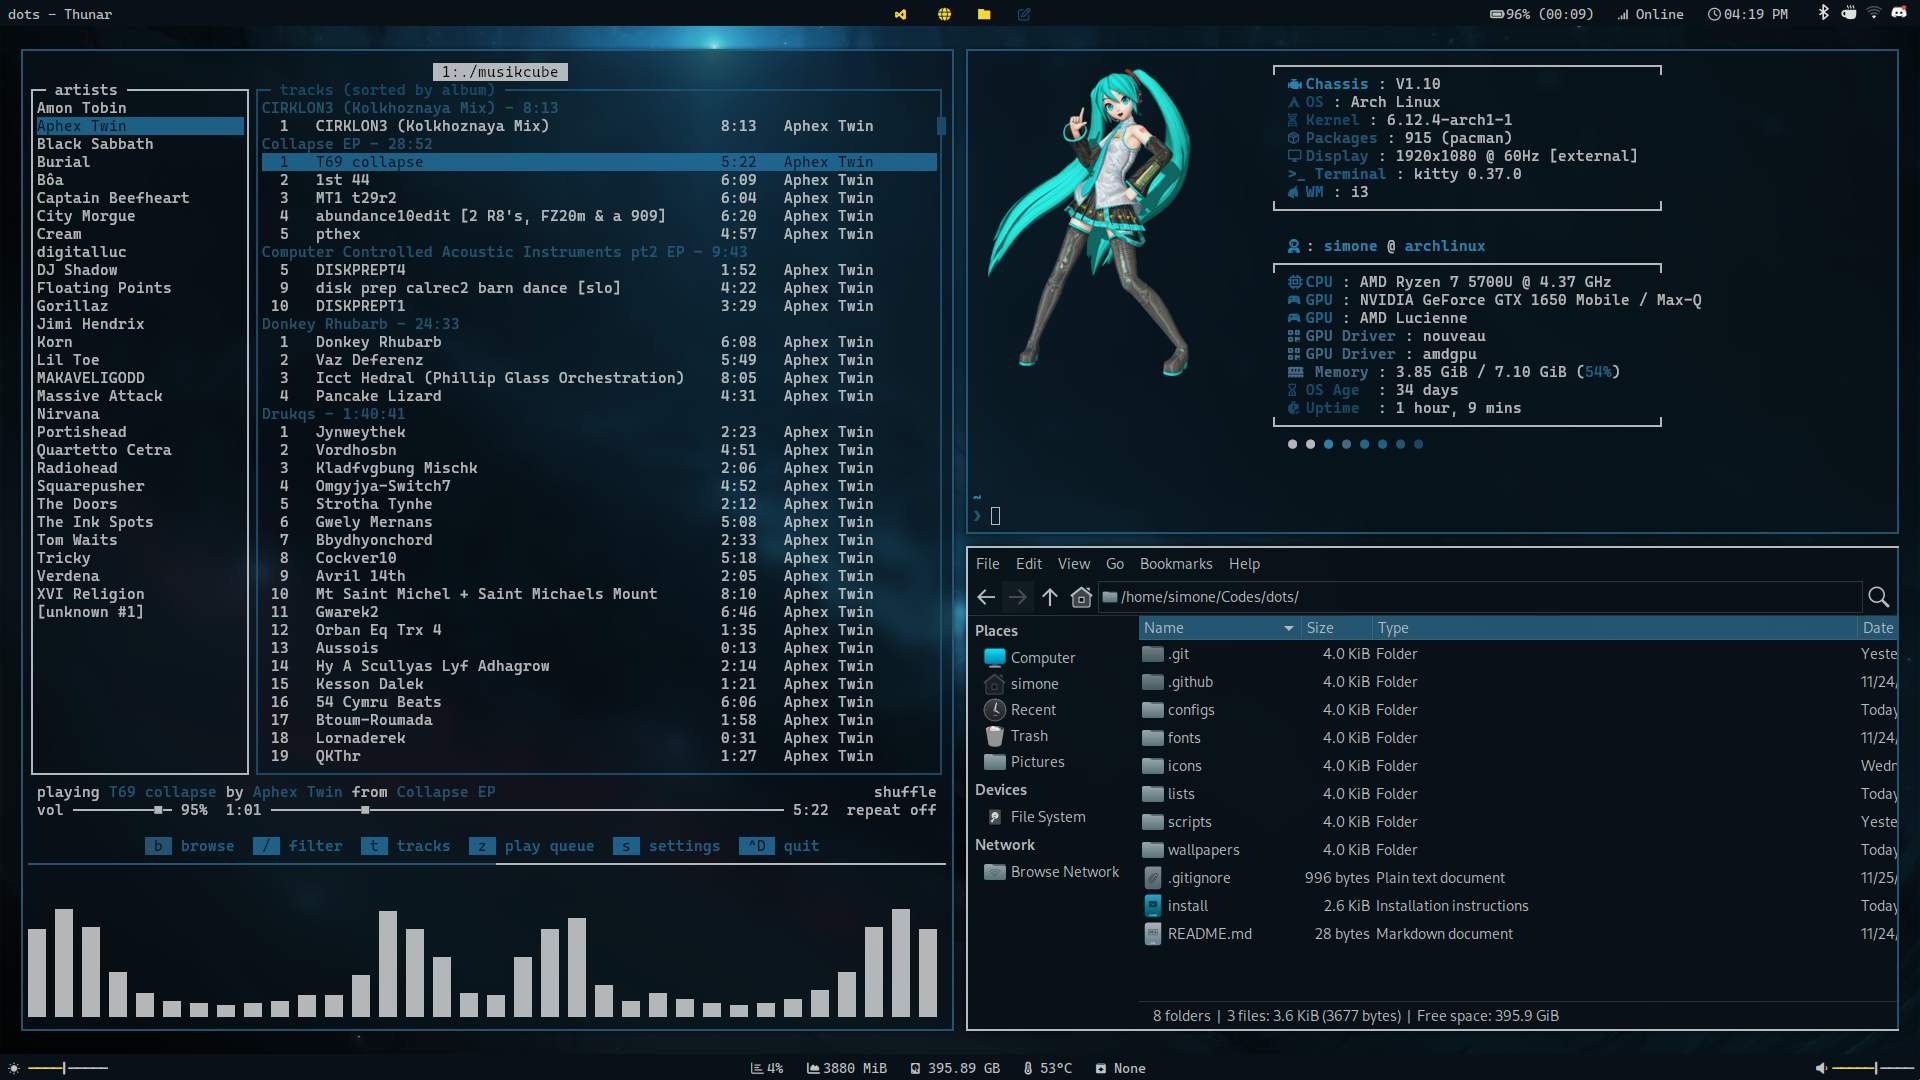 dots - Thunar
96% (00:09)
Online
04:19 PM
1:./musikcube
artists
Amon Tobin
Aphex Twin
Black Sabbath
Burial
Bôa
Captain Beefheart
City Morgue
Cream
digitalluc
DJ Shadow
Floating Points
Gorillaz
Jimi Hendrix
Korn
Lil Toe
MAKAVELIGODD
Massive Attack
Nirvana
Portishead
Quartetto Cetra
Radiohead
Squarepusher
The Doors
The Ink Spots
Tom Waits
Tricky
Verdena
XVI Religion
[unknown #1]
tracks (sorted by album)
CIRKLON3 (Kolkhoznaya Mix) - 8:13
1 CIRKLON3 (Kolkhoznaya Mix) 8:13 Aphex Twin
Collapse EP - 28:52
1 T69 collapse 5:22 Aphex Twin
2 1st 44 6:09 Aphex Twin
3 MT1 t29r2 6:04 Aphex Twin
4 abundance10edit [2 R8's, FZ20m & a 909] 6:20 Aphex Twin
5 pthex 4:57 Aphex Twin
Computer Controlled Acoustic Instruments pt2 EP - 9:43
5 DISKPREPT4 1:52 Aphex Twin
9 disk prep calrec2 barn dance [slo] 4:22 Aphex Twin
10 DISKPREPT1 3:29 Aphex Twin
Donkey Rhubarb - 24:33
1 Donkey Rhubarb 6:08 Aphex Twin
2 Vaz Deferenz 5:49 Aphex Twin
3 Icct Hedral (Phillip Glass Orchestration) 8:05 Aphex Twin
4 Pancake Lizard 4:31 Aphex Twin
Drukqs - 1:40:41
1 Jynweythek 2:23 Aphex Twin
2 Vordhosbn 4:51 Aphex Twin
3 Kladfvgbung Mischk 2:06 Aphex Twin
4 Omgyjya-Switch7 4:52 Aphex Twin
5 Strotha Tynhe 2:12 Aphex Twin
6 Gwely Mernans 5:08 Aphex Twin
7 Bbydhyonchord 2:33 Aphex Twin
8 Cockver10 5:18 Aphex Twin
9 Avril 14th 2:05 Aphex Twin
10 Mt Saint Michel + Saint Michaels Mount 8:10 Aphex Twin
11 Gwarek2 6:46 Aphex Twin
12 Orban Eq Trx 4 1:35 Aphex Twin
13 Aussois 0:13 Aphex Twin
14 Hy A Scullyas Lyf Adhagrow 2:14 Aphex Twin
15 Kesson Dalek 1:21 Aphex Twin
16 54 Cymru Beats 6:06 Aphex Twin
17 Btoum-Roumada 1:58 Aphex Twin
18 Lornaderek 0:31 Aphex Twin
19 QKThr 1:27 Aphex Twin
playing T69 collapse by Aphex Twin from Collapse EP shuffle
vol 95% 1:01 5:22 repeat off
b browse / filter t tracks z play queue s settings ^D quit
Chassis : V1.10
OS : Arch Linux
Kernel : 6.12.4-arch1-1
Packages : 915 (pacman)
Display : 1920x1080 @ 60Hz [external]
>_ Terminal : kitty 0.37.0
WM : i3
: simone @ archlinux
CPU : AMD Ryzen 7 5700U @ 4.37 GHz
GPU : NVIDIA GeForce GTX 1650 Mobile / Max-Q
GPU : AMD Lucienne
GPU Driver : nouveau
GPU Driver : amdgpu
Memory : 3.85 GiB / 7.10 GiB (54%)
OS Age : 34 days
Uptime : 1 hour, 9 mins
~
❯
File Edit View Go Bookmarks Help
/home/simone/Codes/dots/
Places
Computer
simone
Recent
Trash
Pictures
Devices
File System
Network
Browse Network
Name Size Type Date
.git 4.0 KiB Folder Yeste
.github 4.0 KiB Folder 11/24/
configs 4.0 KiB Folder Today
fonts 4.0 KiB Folder 11/24/
icons 4.0 KiB Folder Wedn
lists 4.0 KiB Folder Today
scripts 4.0 KiB Folder Yeste
wallpapers 4.0 KiB Folder Today
.gitignore 996 bytes Plain text document 11/25/
install 2.6 KiB Installation instructions Today
README.md 28 bytes Markdown document 11/24/
8 folders | 3 files: 3.6 KiB (3677 bytes) | Free space: 395.9 GiB
4%
3880 MiB
395.89 GB
53°C
None